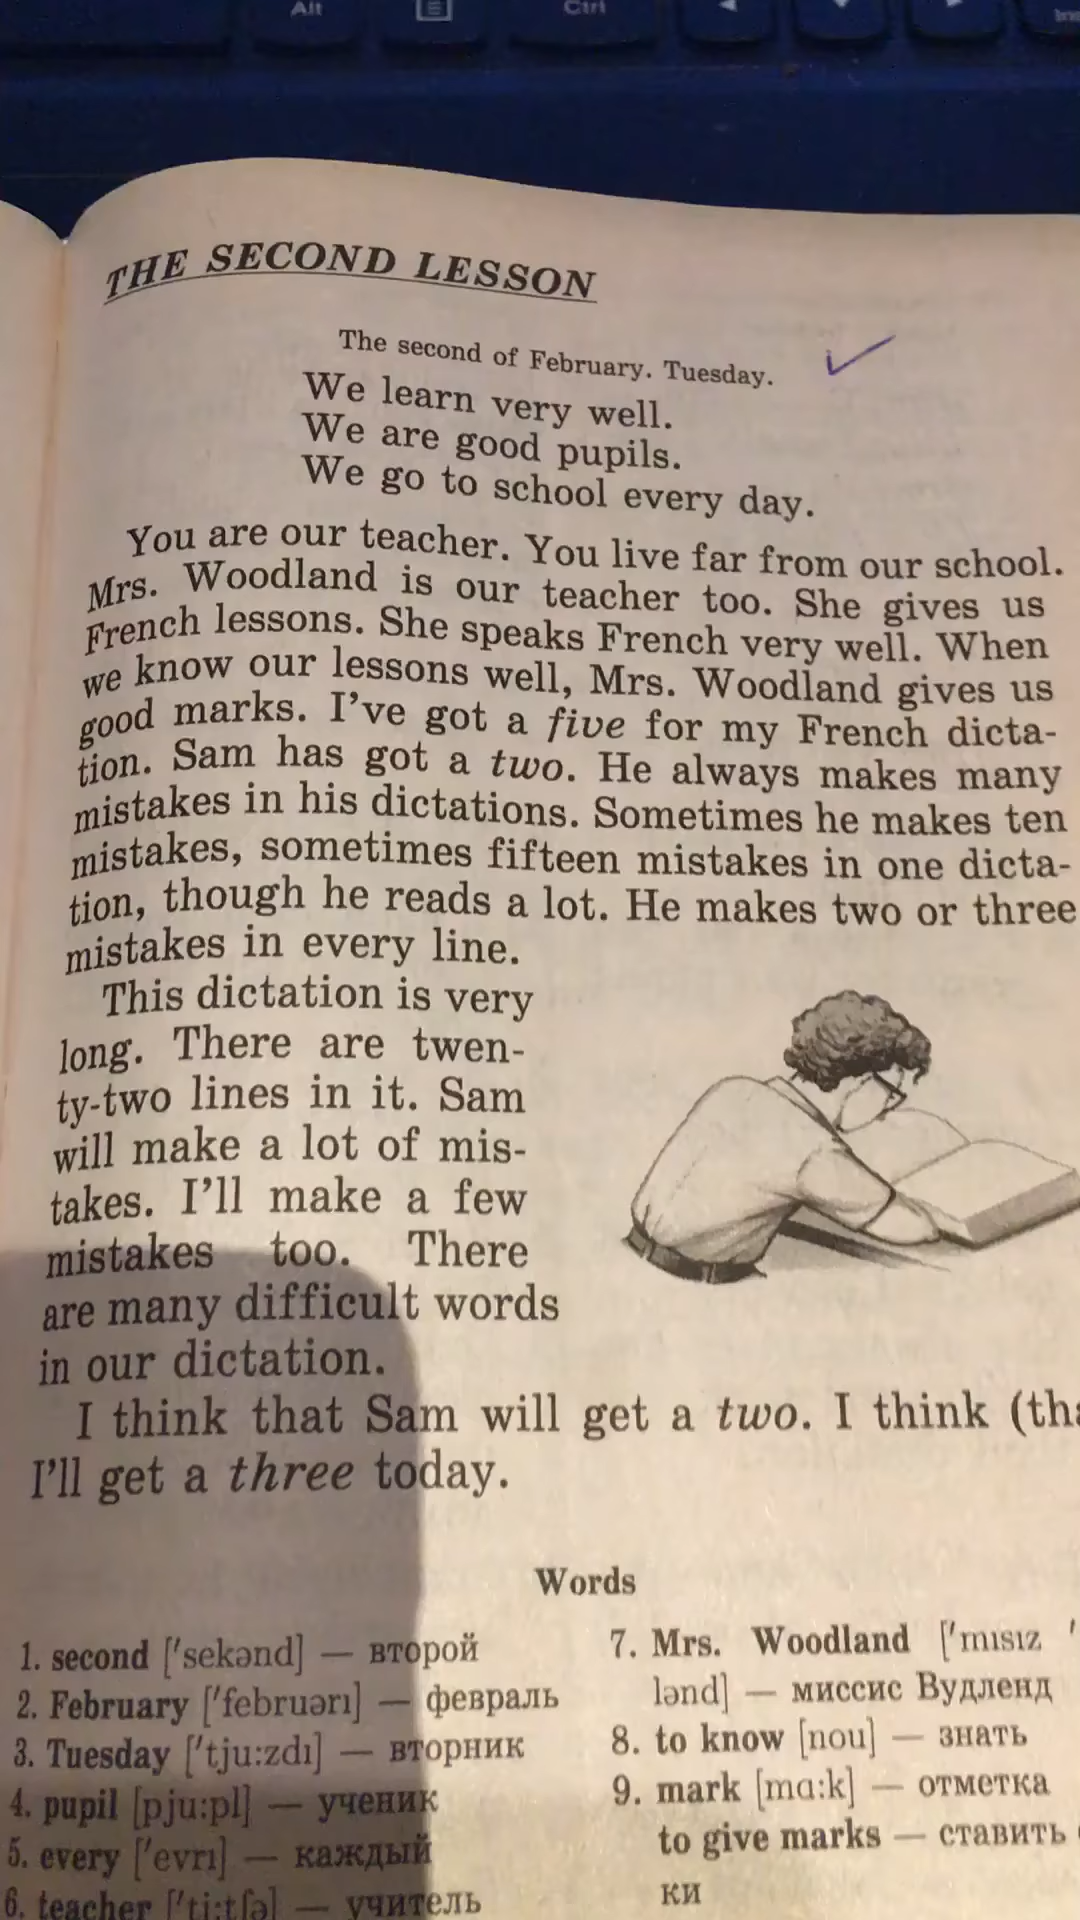 Alt
Ctrl
THE SECOND LESSON
The second of February. Tuesday.
We learn very well.
We are good pupils.
We go to school every day.
You are our teacher. You live far from our school.
Mrs. Woodland is our teacher too. She gives us
French lessons. She speaks French very well. When
we know our lessons well, Mrs. Woodland gives us
good marks. I've got a five for my French dicta-
tion. Sam has got a two. He always makes many
mistakes in his dictations. Sometimes he makes ten
mistakes, sometimes fifteen mistakes in one dicta-
tion, though he reads a lot. He makes two or three
mistakes in every line.
This dictation is very
long. There are twen-
ty-two lines in it. Sam
will make a lot of mis-
takes. I'll make a few
mistakes too. There
are many difficult words
in our dictation.
I think that Sam will get a two. I think
I'll get a three today.
Words
1. second ['sekənd] — второй
2. February ['februərı] — февраль
3. Tuesday ['tju:zdı] — вторник
4. pupil [pju:pl] — ученик
5. every ['evrı] — каждый
6. teacher ['ti:tʃə] — учитель
7. Mrs. Woodland ['mısız '
lənd] — миссис Вудленд
8. to know [nou] — знать
9. mark [mɑ:k] — отметка
to give marks — ставить
ки